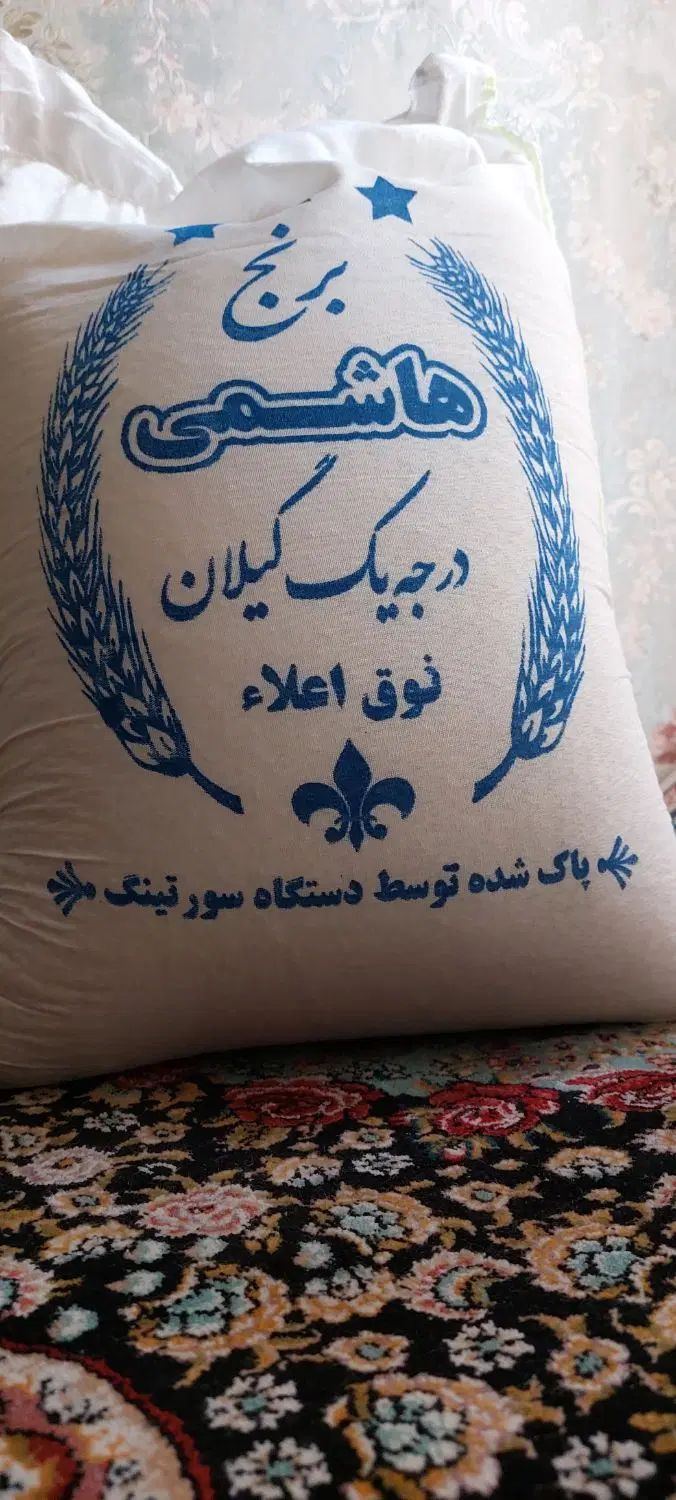 برنج
هاشمی
درجه یک گیلان
نوق اعلاء
پاک شده توسط دستگاه سورتینگ